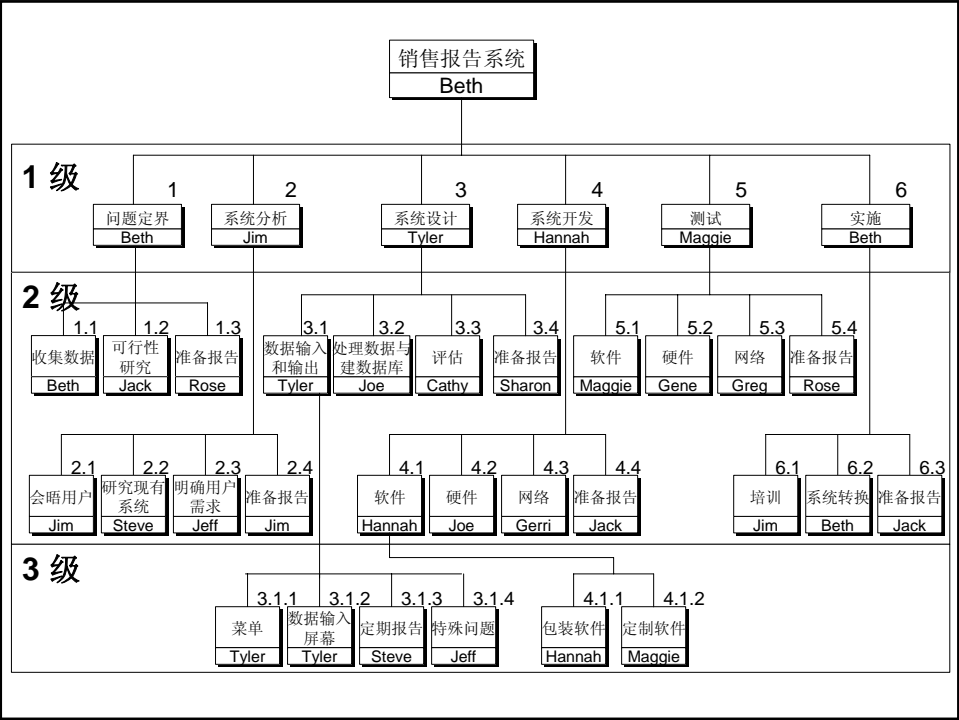 销售报告系统
Beth
1 级
1
问题定界
Beth
2
系统分析
Jim
3
系统设计
Tyler
4
系统开发
Hannah
5
测试
Maggie
6
实施
Beth
2 级
1.1
收集数据
Beth
1.2
可行性
研究
Jack
1.3
准备报告
Rose
3.1
数据输入
和输出
Tyler
3.2
处理数据与
建数据库
Joe
3.3
评估
Cathy
3.4
准备报告
Sharon
5.1
软件
Maggie
5.2
硬件
Gene
5.3
网络
Greg
5.4
准备报告
Rose
2.1
会晤用户
Jim
2.2
研究现有
系统
Steve
2.3
明确用户
需求
Jeff
2.4
准备报告
Jim
4.1
软件
Hannah
4.2
硬件
Joe
4.3
网络
Gerri
4.4
准备报告
Jack
6.1
培训
Jim
6.2
系统转换
Beth
6.3
准备报告
Jack
3 级
3.1.1
菜单
Tyler
3.1.2
数据输入
屏幕
Tyler
3.1.3
定期报告
Steve
3.1.4
特殊问题
Jeff
4.1.1
包装软件
Hannah
4.1.2
定制软件
Maggie